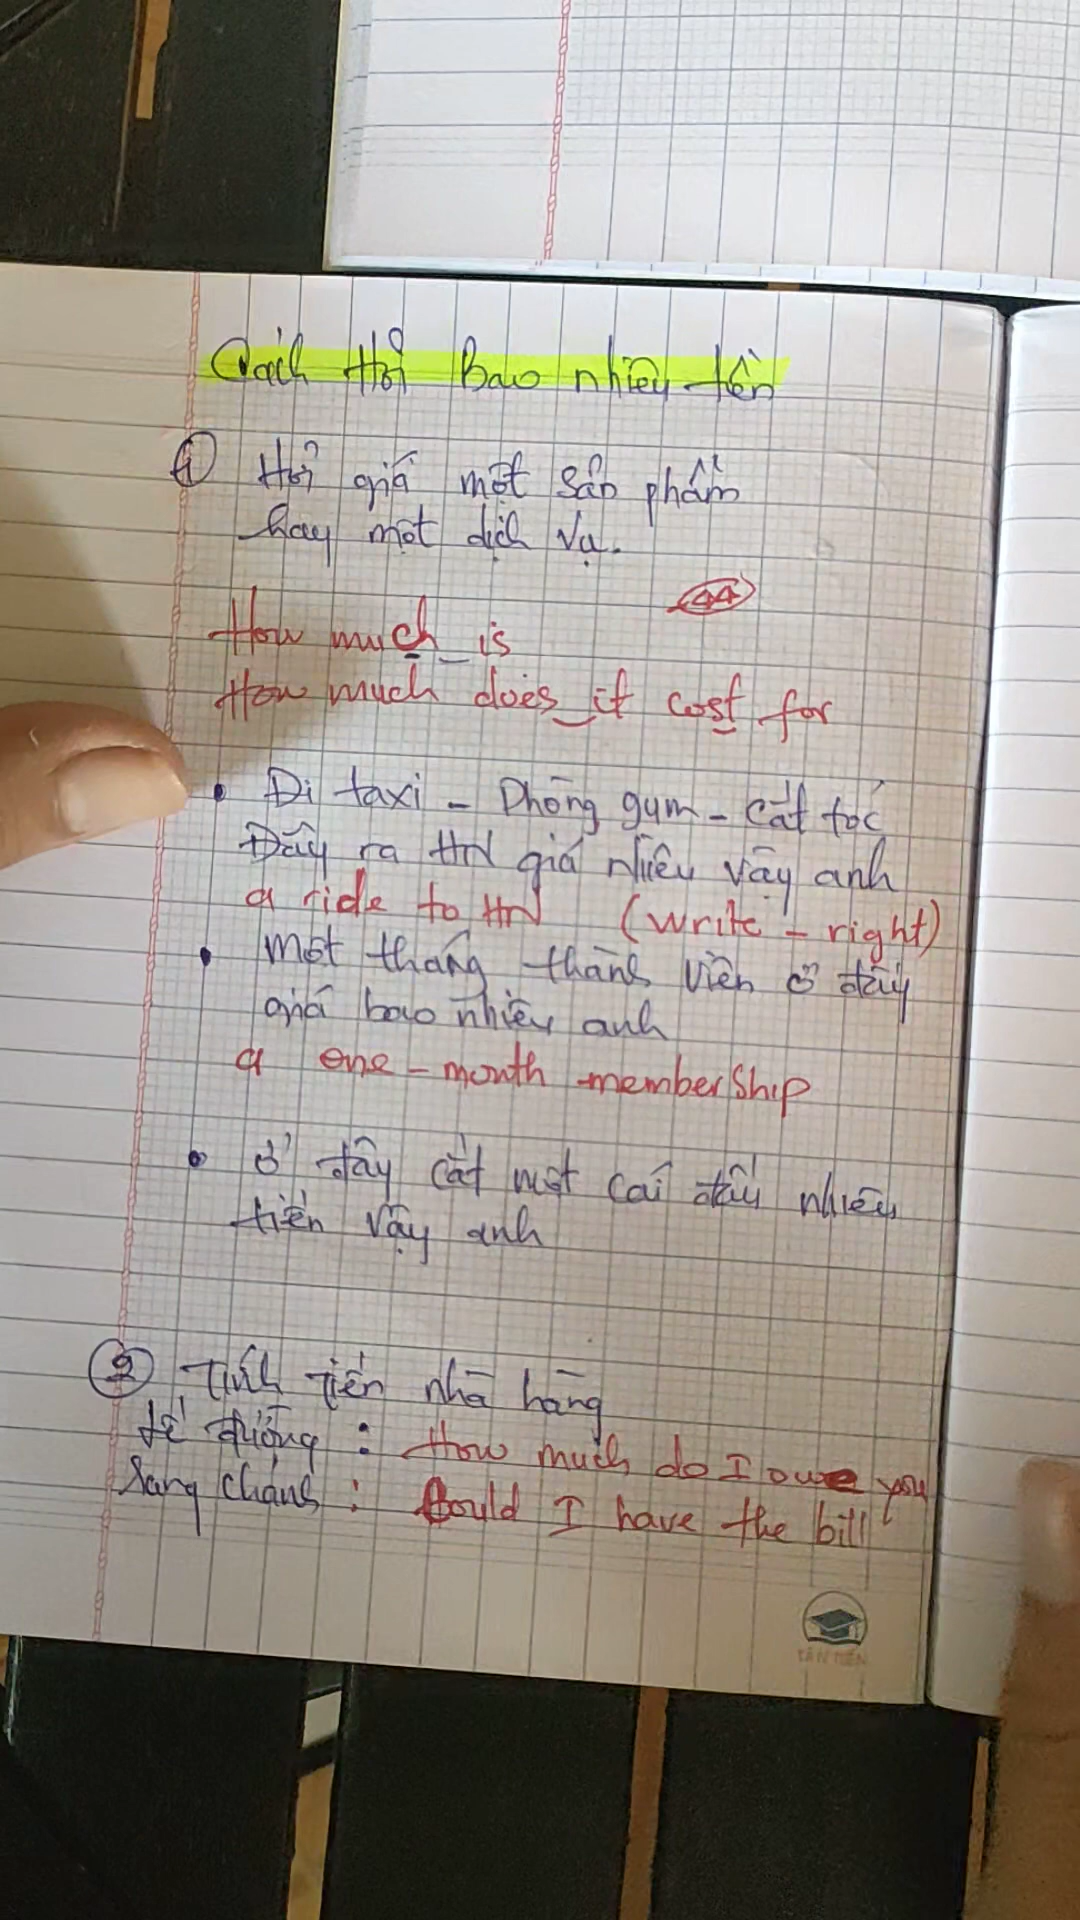 Cách Hỏi Bao nhiêu tiền
① Hỏi giá một sản phẩm
hay một dịch vụ.
44
How much is
How much does it cost for
• Đi taxi - Phòng gym - cắt tóc
Đây ra HN giá nhiêu vậy anh
a ride to HN (write - right)
• một tháng thành viên ở đây
giá bao nhiêu anh
a one-month membership
• ở đây cắt một cái đầu nhiêu
tiền vậy anh
② Tính tiền nhà hàng
: How much do I owe you
Sang chảnh : Could I have the bill
TÂN TIẾN